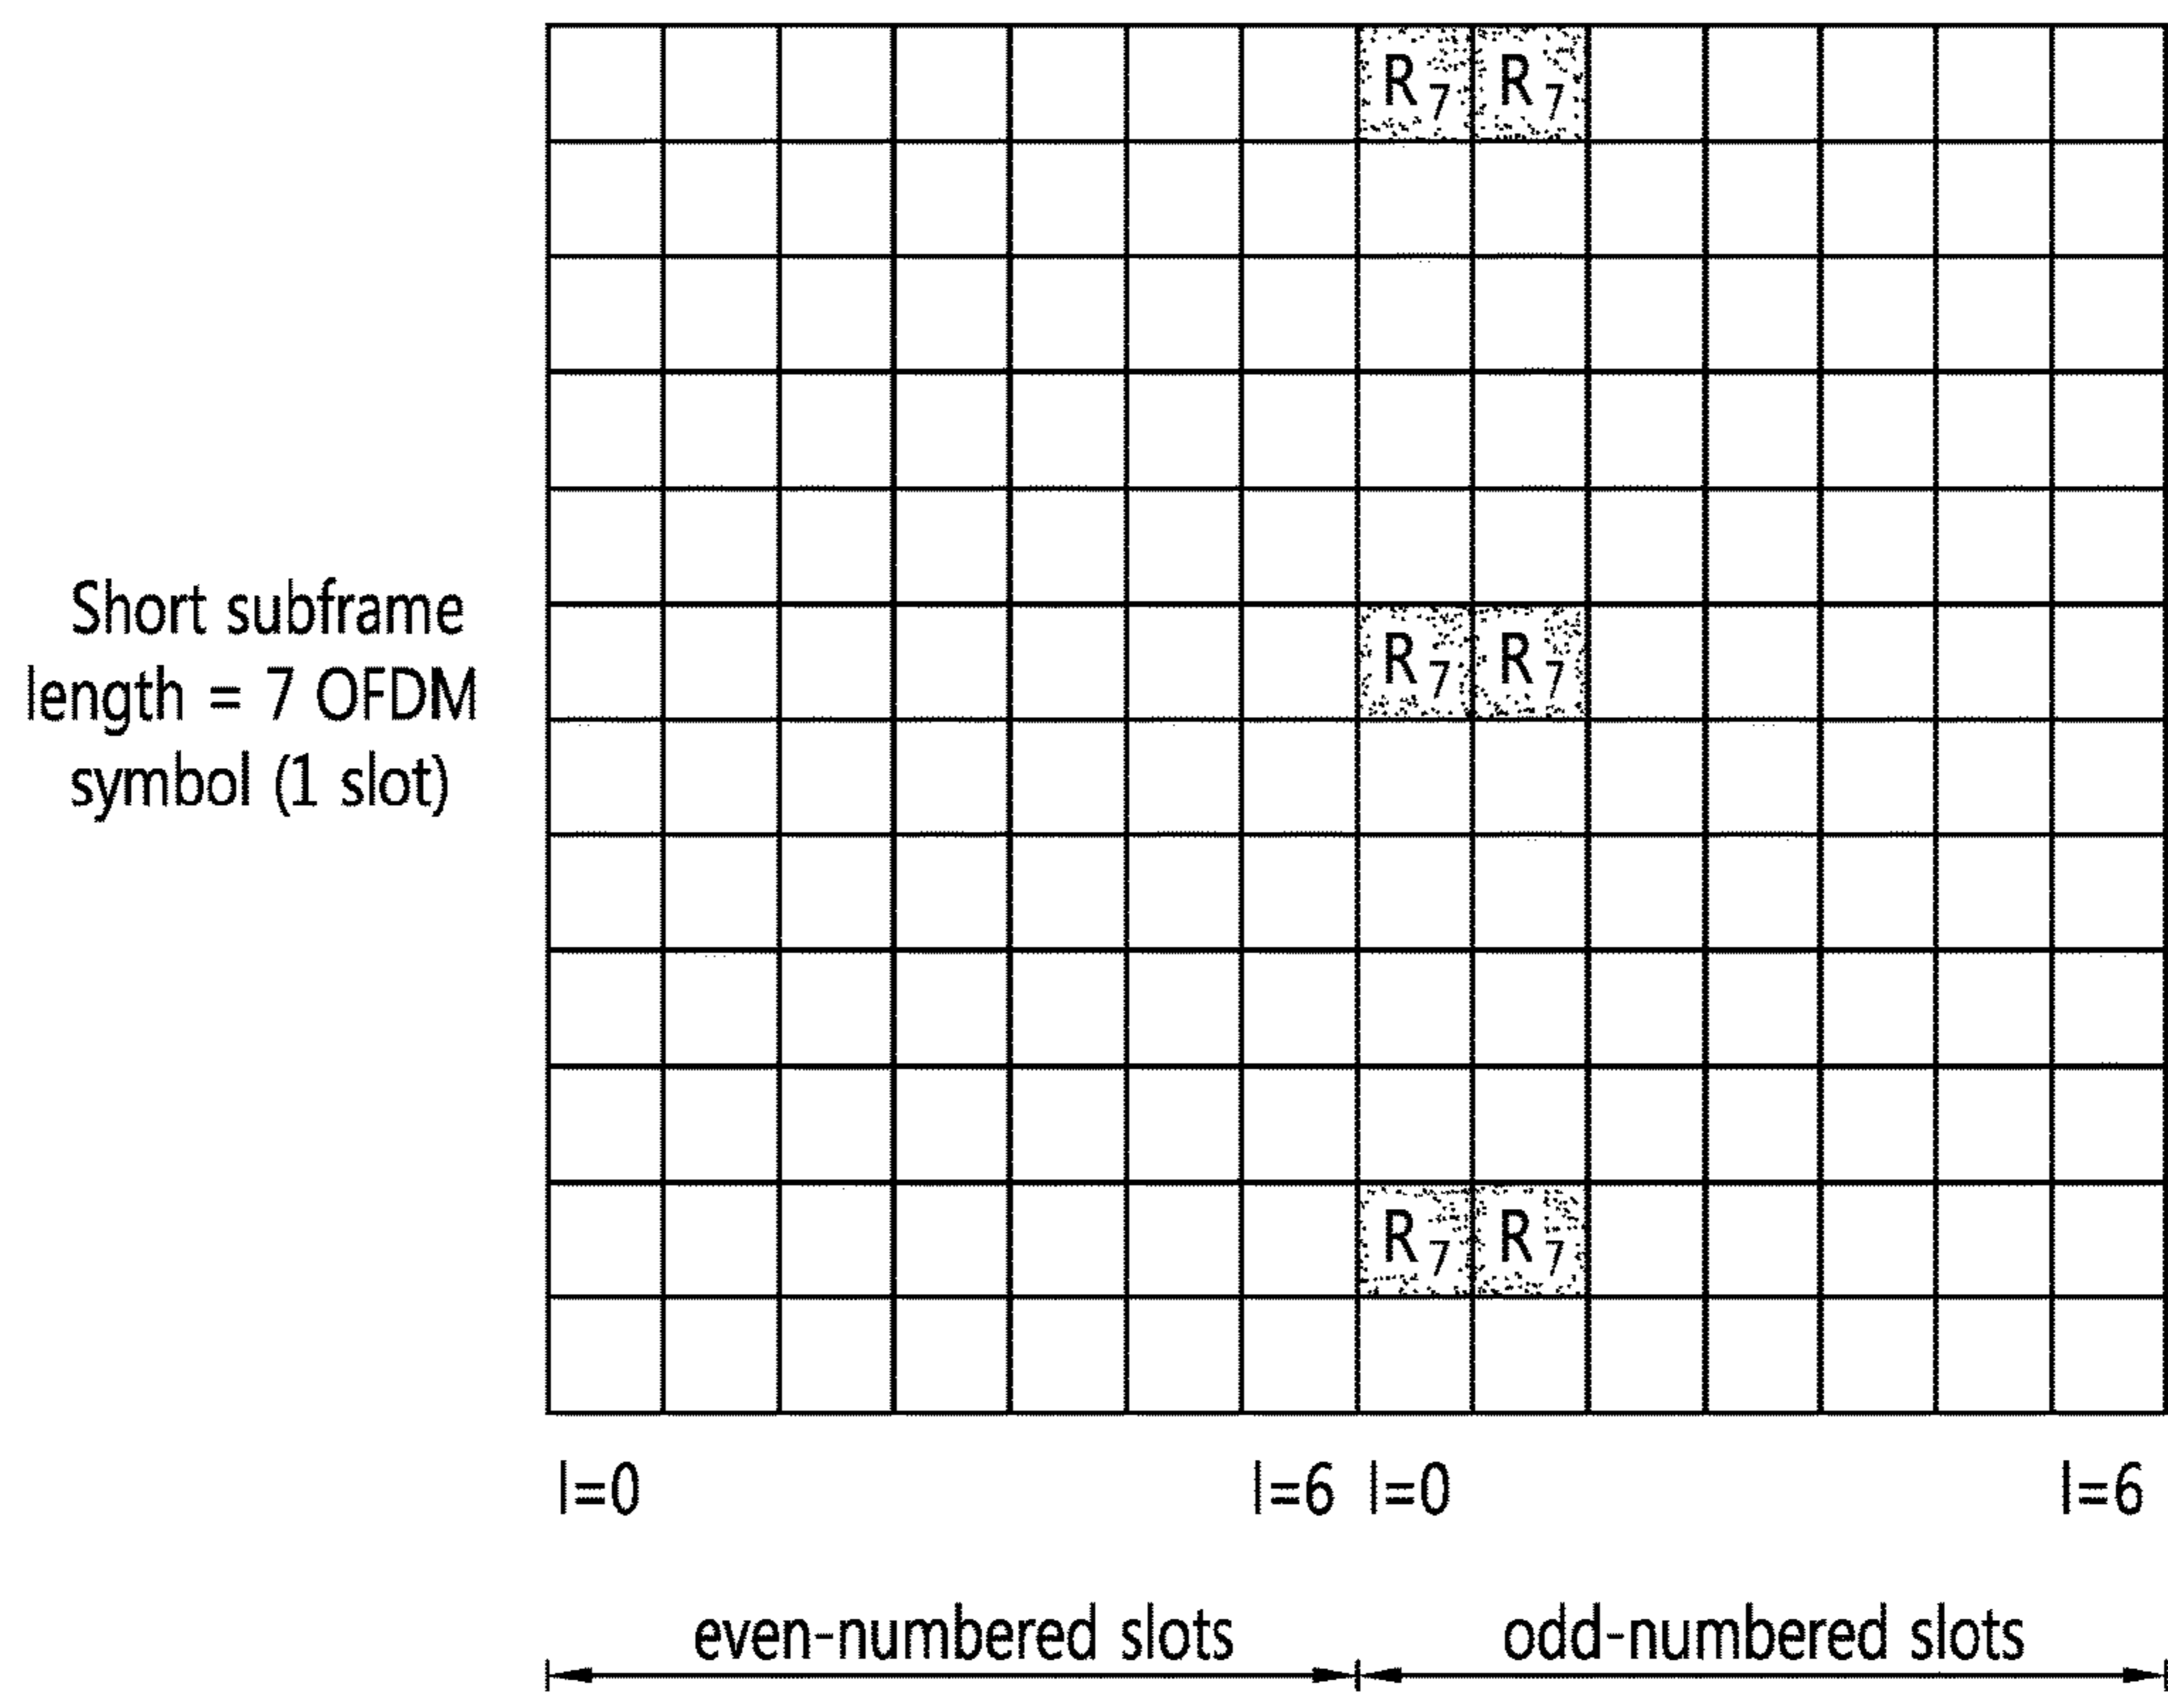 R7 R7
Short subframe
length = 7 OFDM
symbol (1 slot)
R7 R7
R7 R7
l=0 l=6 l=0 l=6
even-numbered slots odd-numbered slots